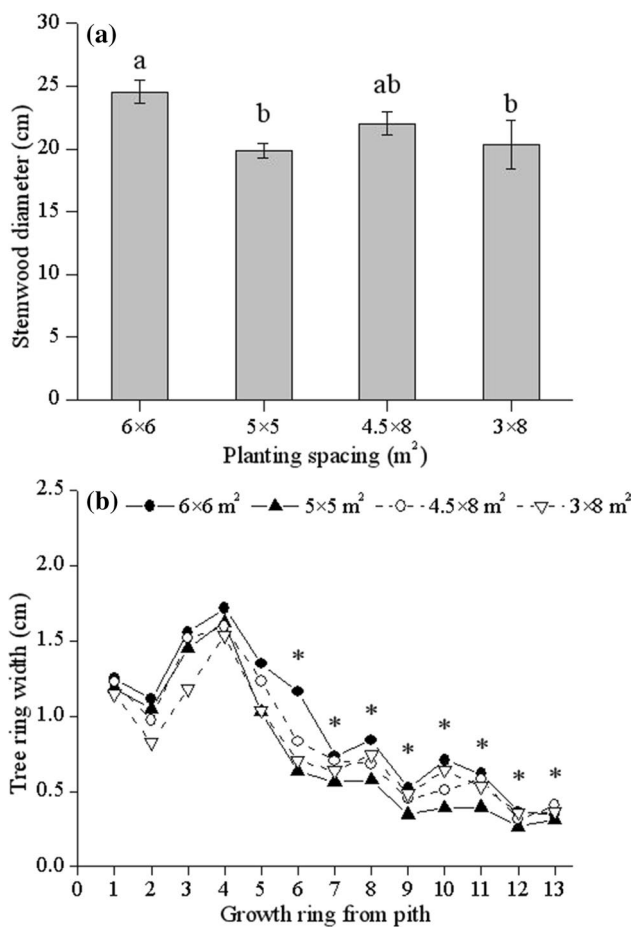 (a)
30
25
20
15
10
5
0
Stemwood diameter (cm)
a
b
ab
b
6×6
5×5
4.5×8
3×8
Planting spacing (m²)
(b)
6×6 m²
5×5 m²
4.5×8 m²
3×8 m²
2.5
2.0
1.5
1.0
0.5
0.0
Tree ring width (cm)
* * * * * * * *
0 1 2 3 4 5 6 7 8 9 10 11 12 13
Growth ring from pith